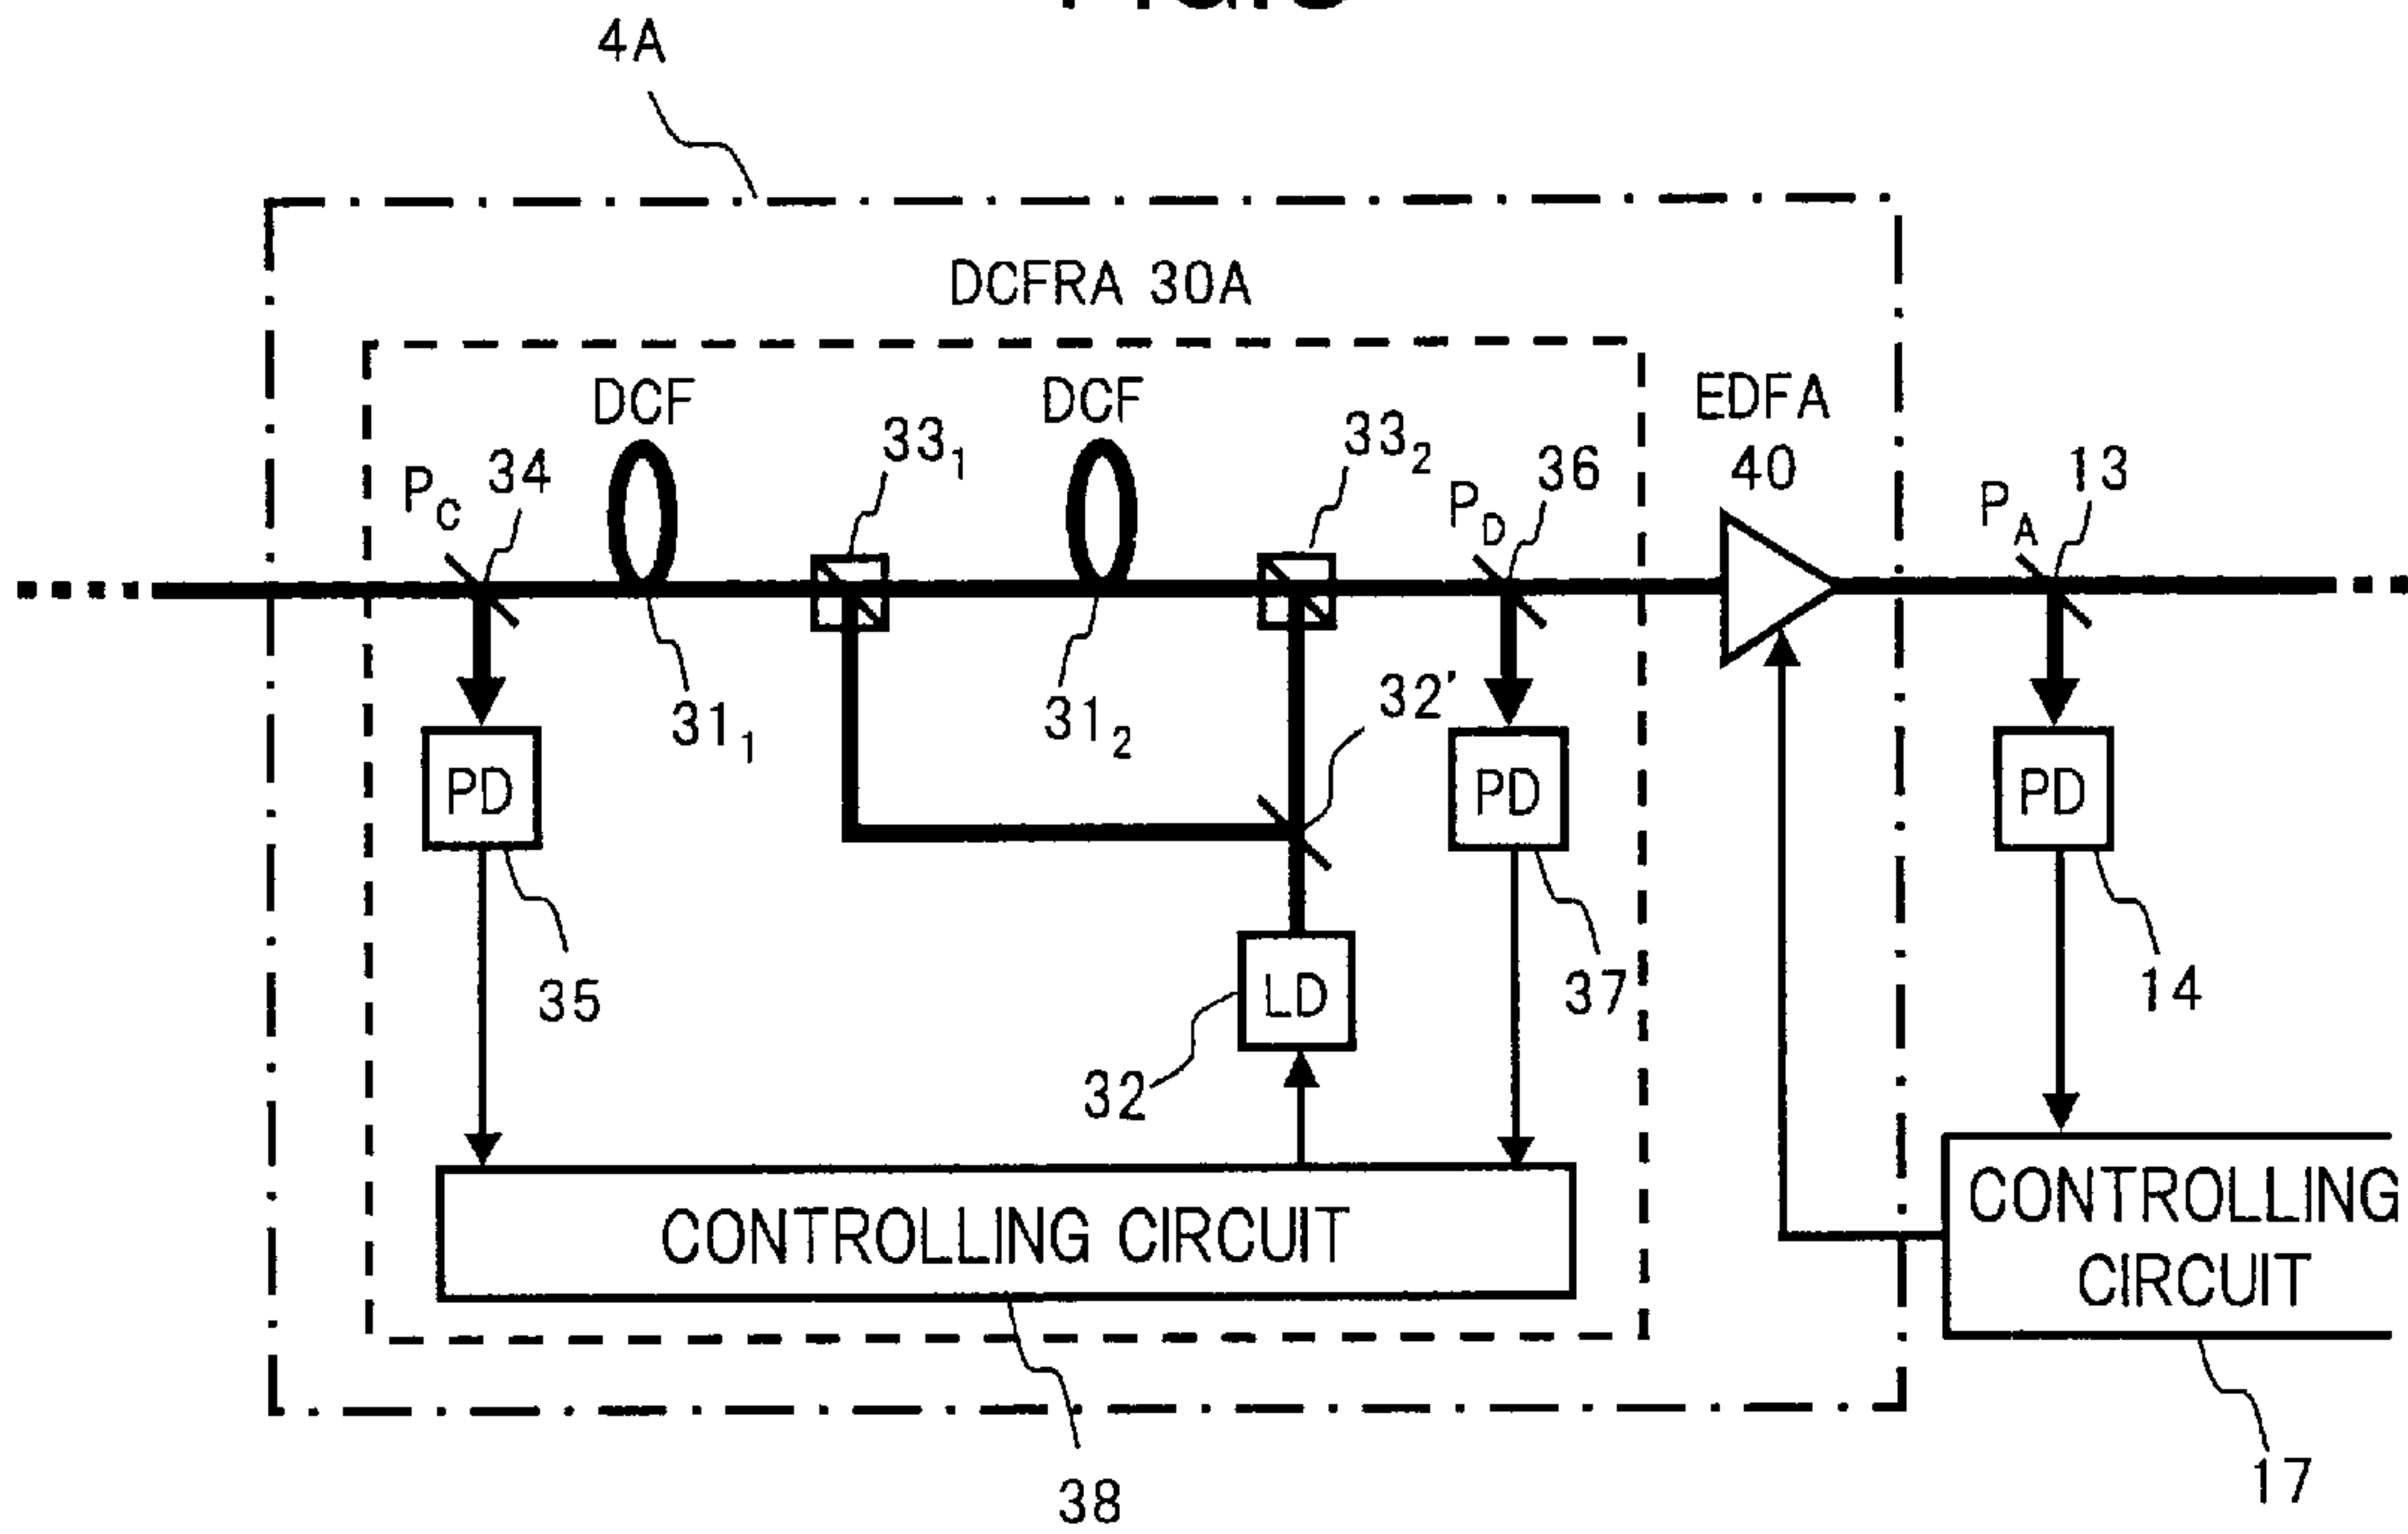 4A
DCFRA 30A
DCF
DCF
EDFA
40
33₁
33₂
P_C
34
P_D
36
P_A
13
31₁
31₂
32'
PD
PD
PD
35
LD
37
14
32
CONTROLLING CIRCUIT
CONTROLLING
CIRCUIT
38
17